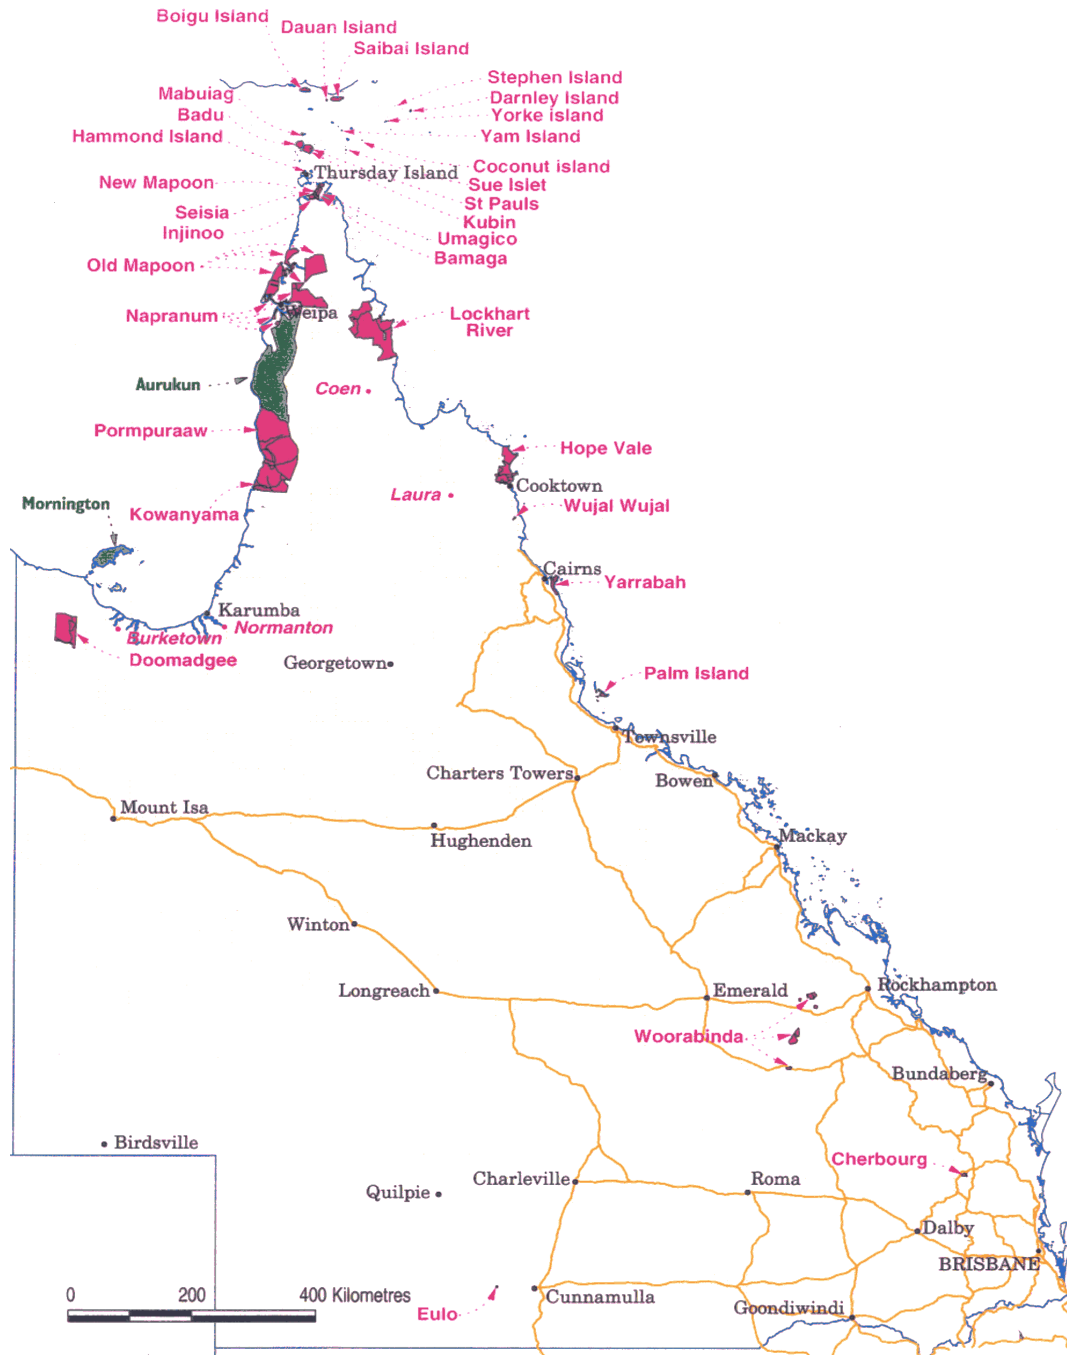 Boigu Island
Dauan Island
Saibai Island
Stephen Island
Mabuiag
Darnley Island
Badu
Yorke island
Hammond Island
Yam Island
Coconut island
Thursday Island
New Mapoon
Sue Islet
St Pauls
Seisia
Kubin
Injinoo
Umagico
Bamaga
Old Mapoon
Napranum
Weipa
Lockhart
River
Aurukun
Coen
Pormpuraaw
Hope Vale
Cooktown
Laura
Mornington
Kowanyama
Wujal Wujal
Cairns
Yarrabah
Karumba
Normanton
Burketown
Doomadgee
Georgetown
Palm Island
Townsville
Charters Towers
Bowen
Mount Isa
Hughenden
Mackay
Winton
Longreach
Emerald
Rockhampton
Woorabinda
Bundaberg
Birdsville
Cherbourg
Charleville
Roma
Quilpie
Dalby
BRISBANE
0 200 400 Kilometres
Cunnamulla
Goondiwindi
Eulo